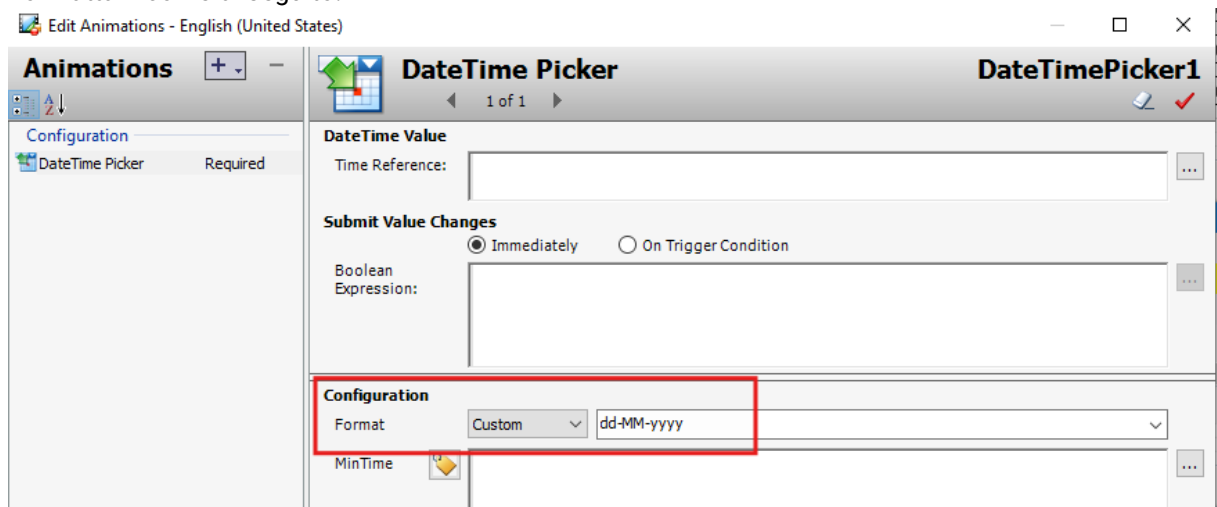 Edit Animations - English (United States)
Animations
DateTime Picker
DateTimePicker1
1 of 1
Configuration
DateTime Picker Required
DateTime Value
Time Reference:
...
Submit Value Changes
Immediately On Trigger Condition
Boolean
Expression:
...
Configuration
Format Custom dd-MM-yyyy
MinTime
...